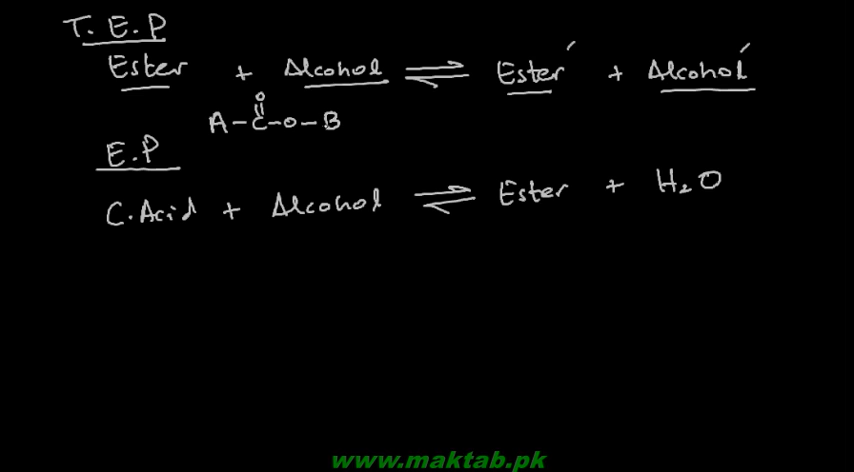 T. E. P
Ester + Alcohol ⇌ Ester′ + Alcohol′
O
A–C–O–B
E.P
C. Acid + Alcohol ⇌ Ester + H₂O
www.maktab.pk